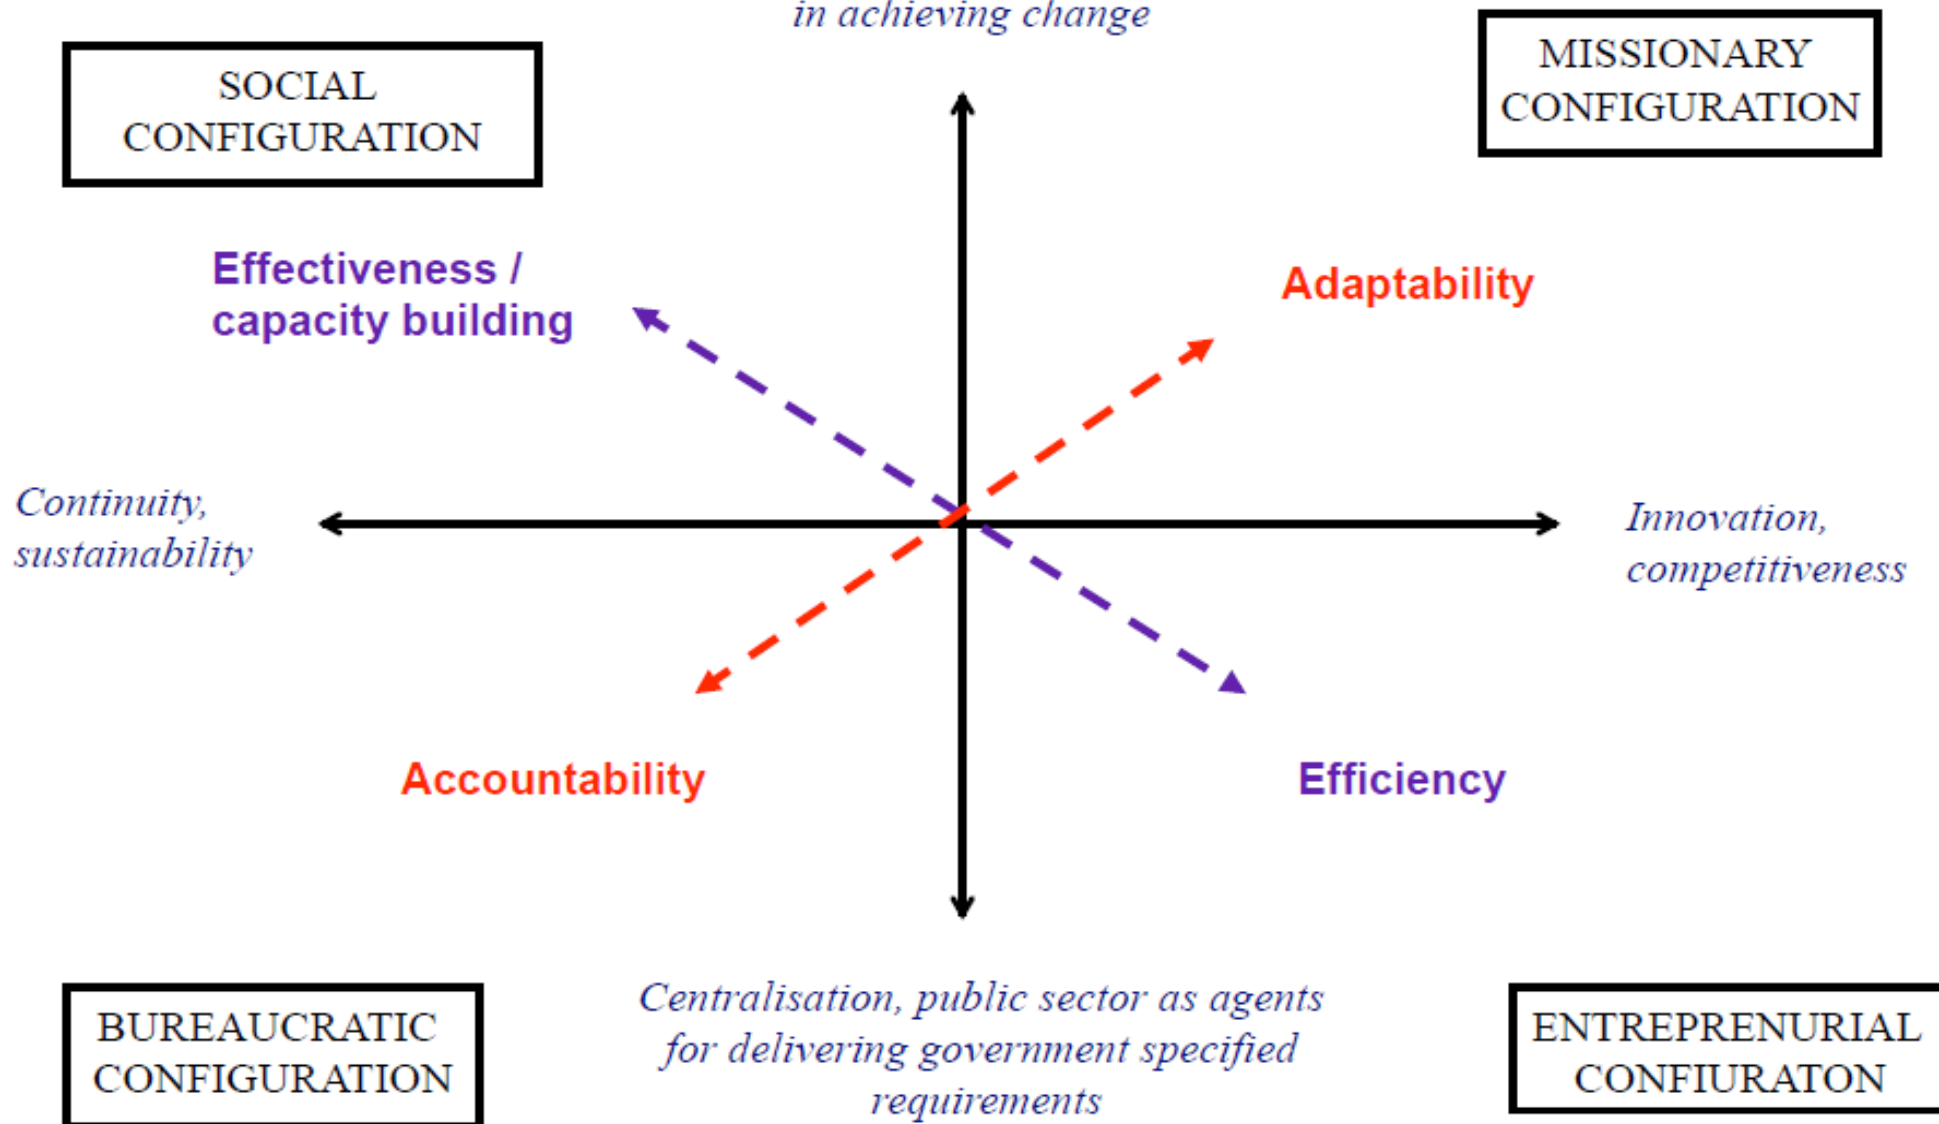 in achieving change
SOCIAL
CONFIGURATION
MISSIONARY
CONFIGURATION
Effectiveness /
capacity building
Adaptability
Continuity,
sustainability
Innovation,
competitiveness
Accountability
Efficiency
Centralisation, public sector as agents
for delivering government specified
requirements
BUREAUCRATIC
CONFIGURATION
ENTREPRENURIAL
CONFIURATON